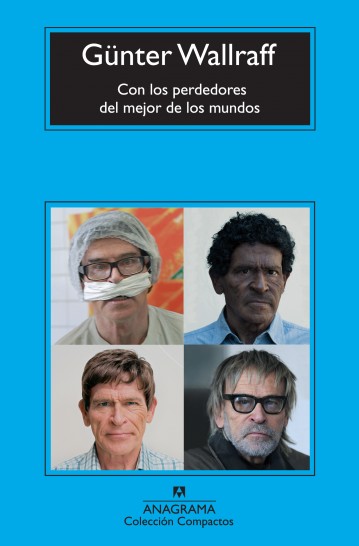 Günter Wallraff
Con los perdedores
del mejor de los mundos
ANAGRAMA
Colección Compactos